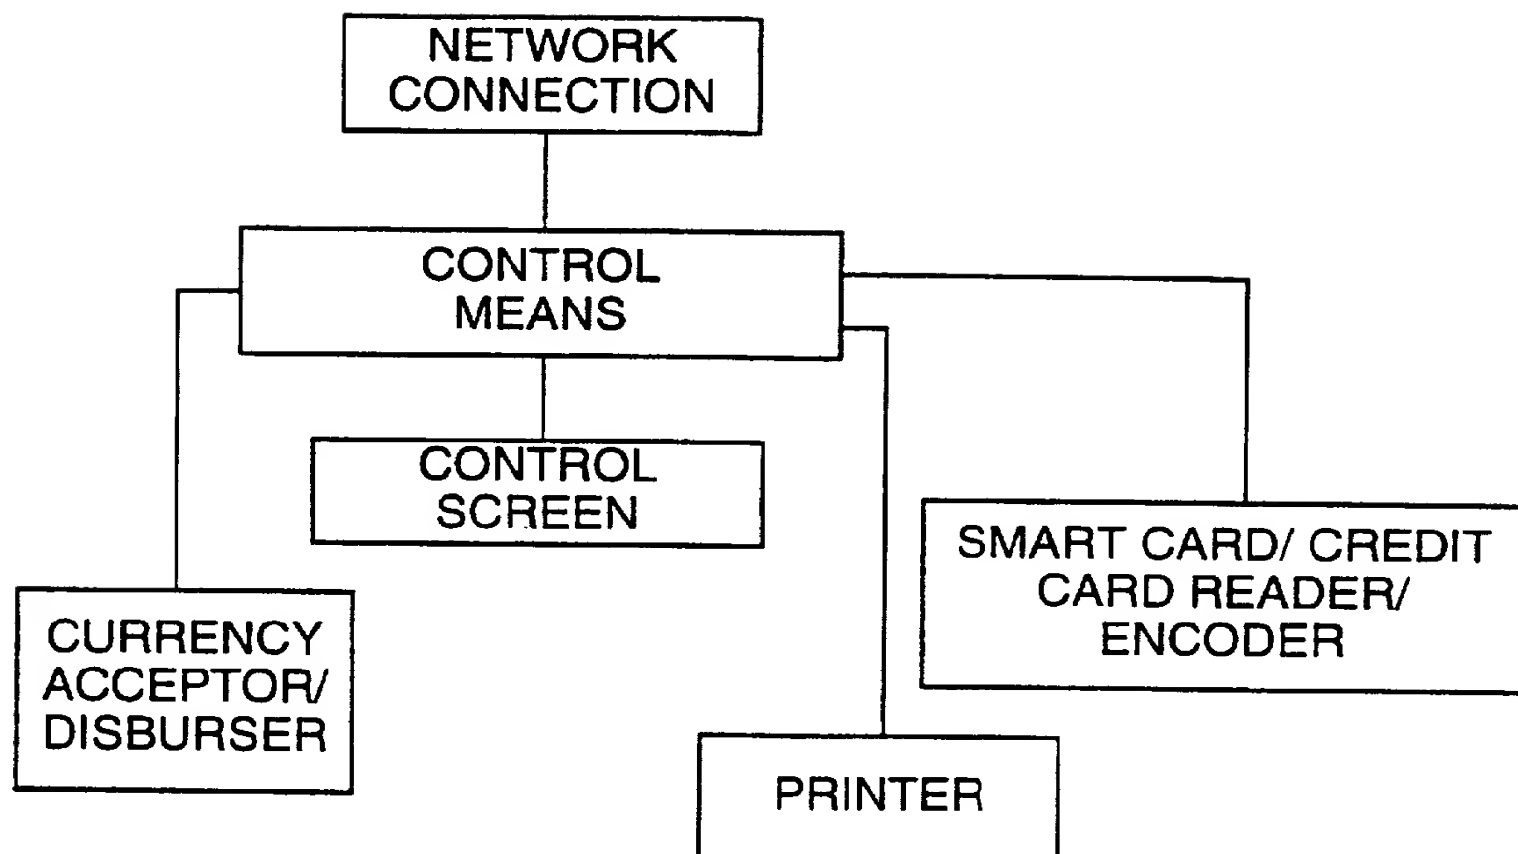 NETWORK
CONNECTION
CONTROL
MEANS
CONTROL
SCREEN
SMART CARD/ CREDIT
CARD READER/
ENCODER
CURRENCY
ACCEPTOR/
DISBURSER
PRINTER